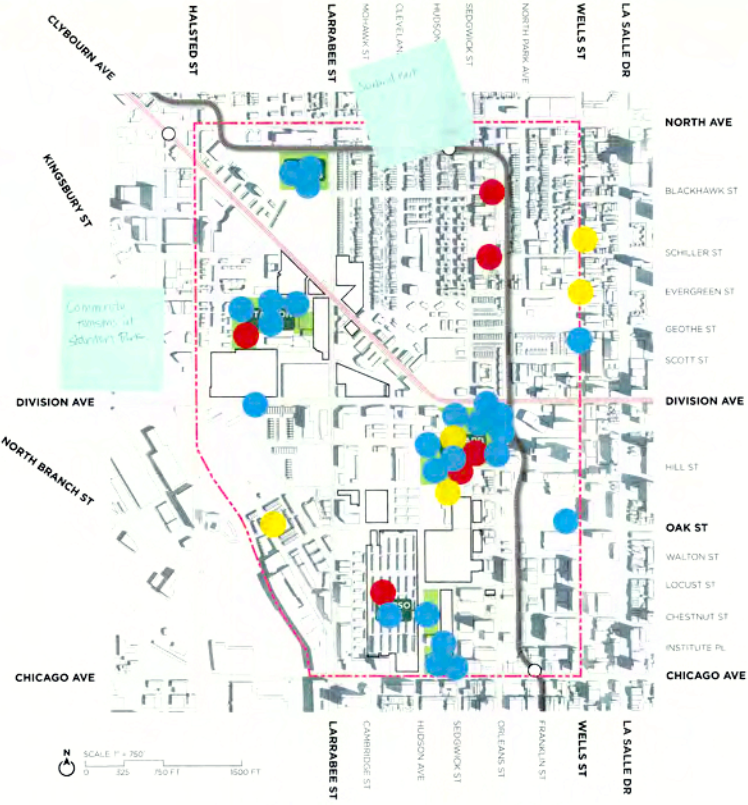 CLYBOURN AVE
HALSTED ST
LARRABEE ST
MOHAWK ST
HUDSON
SEDGWICK ST
NORTH PARK AVE
WELLS ST
LA SALLE DR
NORTH AVE
KINGSBURY ST
BLACKHAWK ST
SCHILLER ST
EVERGREEN ST
Community
Stanton Park
GEOTHE ST
SCOTT ST
DIVISION AVE
DIVISION AVE
NORTH BRANCH ST
HILL ST
OAK ST
WALTON ST
LOCUST ST
CHESTNUT ST
INSTITUTE PL
CHICAGO AVE
CHICAGO AVE
LARRABEE ST
CAMBRIDGE ST
HUDSON AVE
SEDGWICK ST
ORLEANS ST
FRANKLIN ST
WELLS ST
LA SALLE DR
N
SCALE 1" = 750'
0 325 750 FT 1500 FT